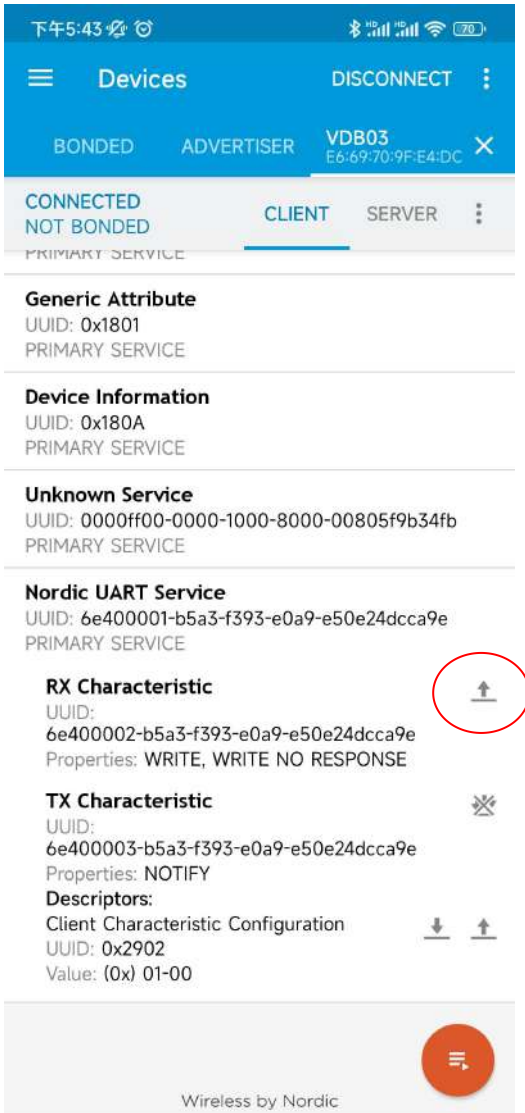 下午5:43
70
Devices
DISCONNECT
BONDED
ADVERTISER
VDB03
E6:69:70:9F:E4:DC
CONNECTED
NOT BONDED
CLIENT
SERVER
PRIMARY SERVICE
Generic Attribute
UUID: 0x1801
PRIMARY SERVICE
Device Information
UUID: 0x180A
PRIMARY SERVICE
Unknown Service
UUID: 0000ff00-0000-1000-8000-00805f9b34fb
PRIMARY SERVICE
Nordic UART Service
UUID: 6e400001-b5a3-f393-e0a9-e50e24dcca9e
PRIMARY SERVICE
RX Characteristic
UUID:
6e400002-b5a3-f393-e0a9-e50e24dcca9e
Properties: WRITE, WRITE NO RESPONSE
TX Characteristic
UUID:
6e400003-b5a3-f393-e0a9-e50e24dcca9e
Properties: NOTIFY
Descriptors:
Client Characteristic Configuration
UUID: 0x2902
Value: (0x) 01-00
Wireless by Nordic